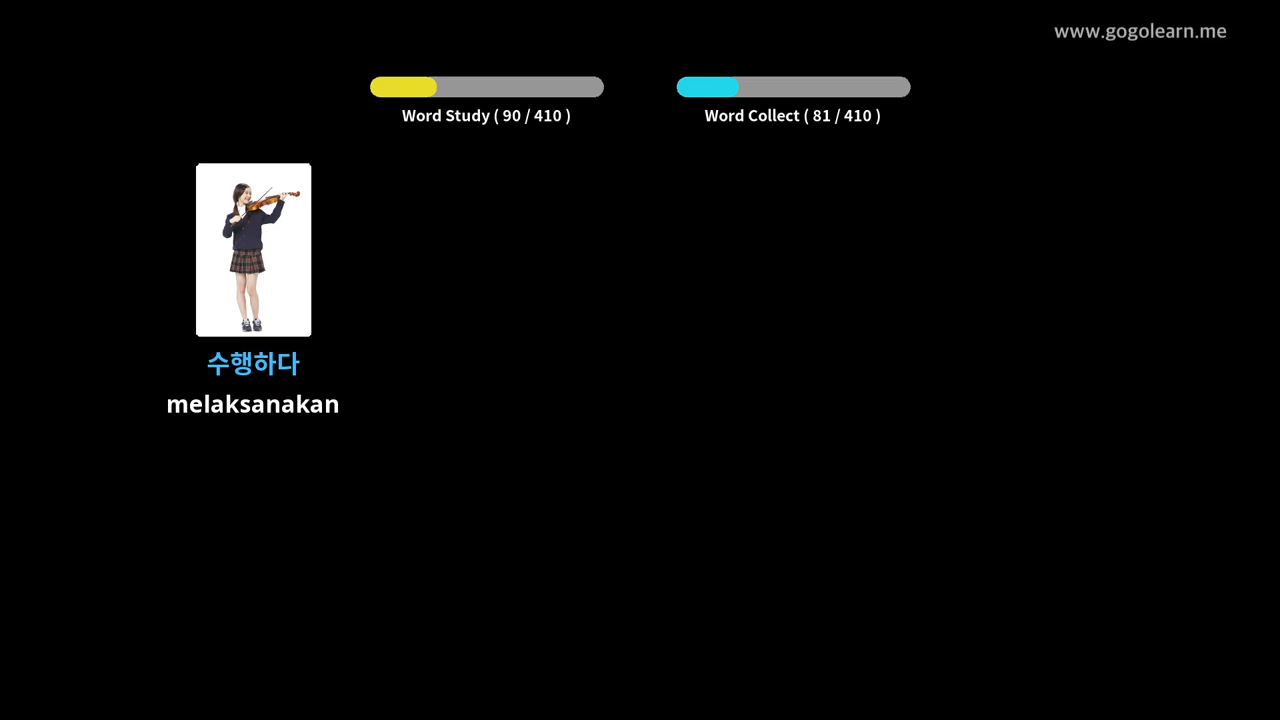 www.gogolearn.me
Word Study ( 90 / 410 )
Word Collect ( 81 / 410 )
수행하다
melaksanakan